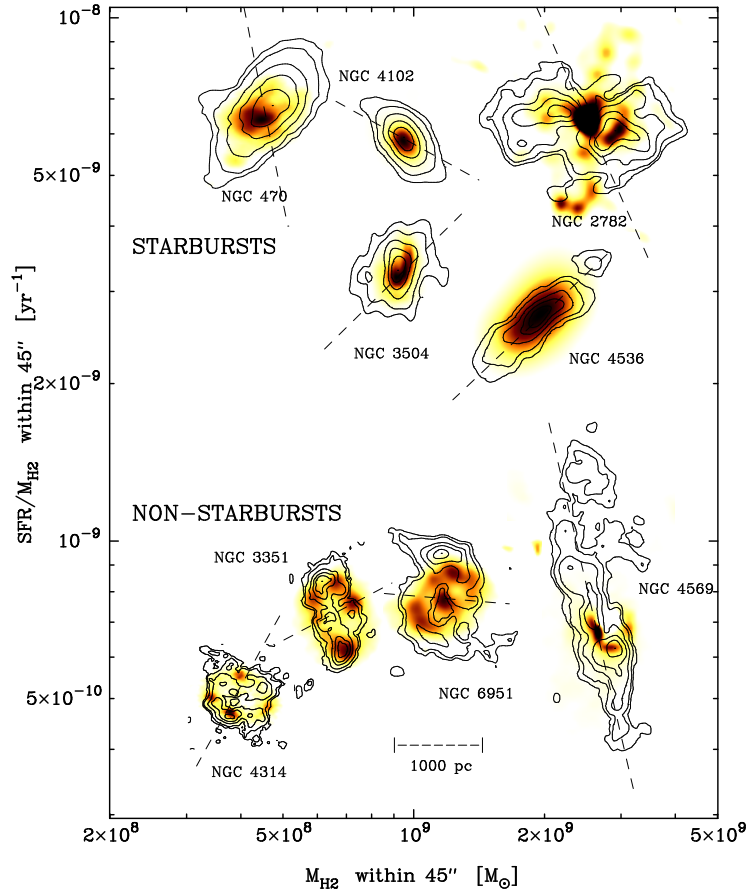 10⁻⁸
NGC 4102
5×10⁻⁹
NGC 470
NGC 2782
STARBURSTS
NGC 3504
NGC 4536
2×10⁻⁹
SFR/M_H2 within 45″ [yr⁻¹]
NON−STARBURSTS
10⁻⁹
NGC 3351
NGC 4569
NGC 6951
5×10⁻¹⁰
1000 pc
NGC 4314
2×10⁸ 5×10⁸ 10⁹ 2×10⁹ 5×10⁹
M_H2 within 45″ [M_⊙]